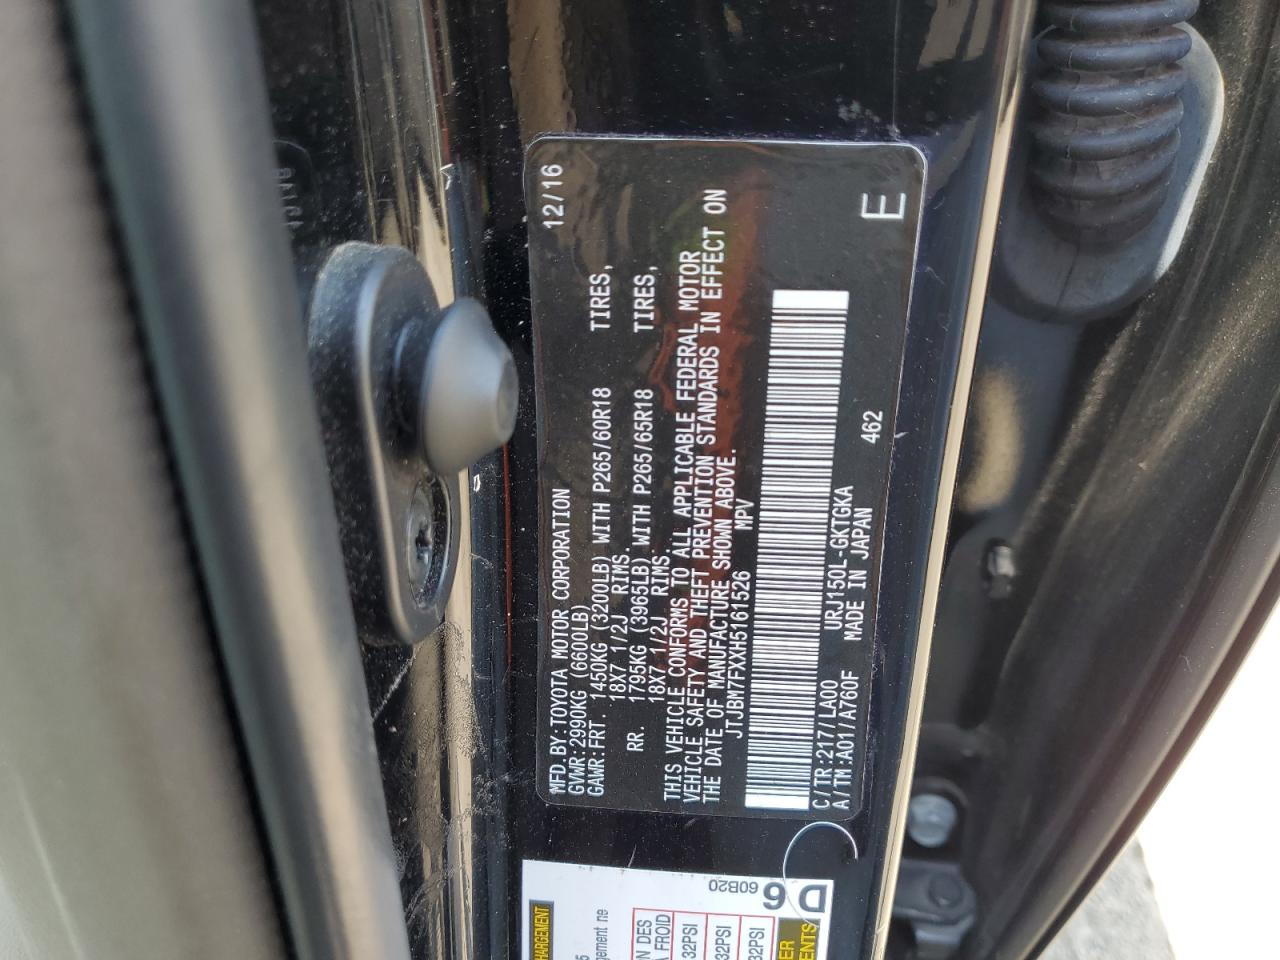 MFD.BY:TOYOTA MOTOR CORPORATION 12/16
GVWR:2990KG (6600LB)
GAWR:FRT. 1450KG (3200LB) WITH P265/60R18 TIRES,
18X7 1/2J RIMS.
RR. 1795KG (3965LB) WITH P265/65R18 TIRES,
18X7 1/2J RIMS.
THIS VEHICLE CONFORMS TO ALL APPLICABLE FEDERAL MOTOR
VEHICLE SAFETY AND THEFT PREVENTION STANDARDS IN EFFECT ON
THE DATE OF MANUFACTURE SHOWN ABOVE.
JTJBM7FXXH5161526 MPV
C/TR:217/LA00 URJ150L-GKTGKA
A/TM:A01/A760F MADE IN JAPAN 462 E
D6
60B20
N DES
A FROID
32PSI
32PSI
32PSI